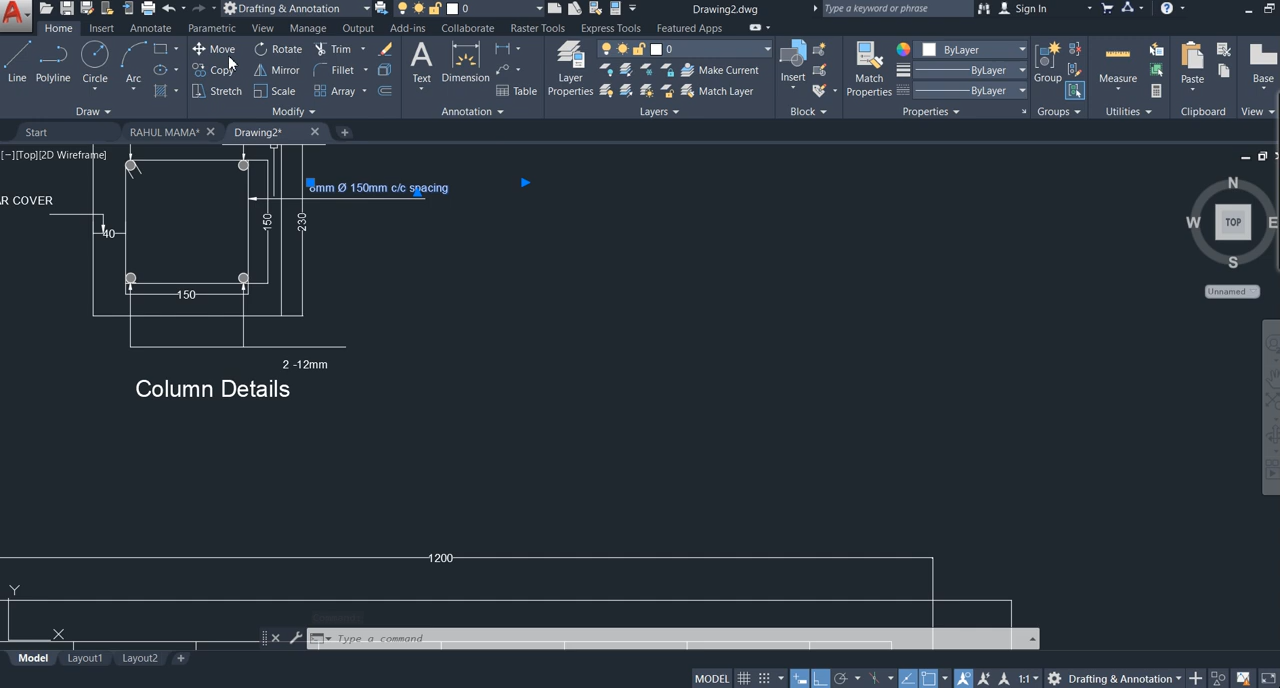 Drafting & Annotation
0
Drawing2.dwg
Type a keyword or phrase
Sign In
Home Insert Annotate Parametric View Manage Output Add-ins Collaborate Raster Tools Express Tools Featured Apps
Line
Polyline
Circle
Arc
Draw
Move
Rotate
Trim
Copy
Mirror
Fillet
Stretch
Scale
Array
Modify
Text
Dimension
Table
Annotation
Layer
Properties
0
Make Current
Match Layer
Layers
Insert
Block
Match
Properties
ByLayer
ByLayer
ByLayer
Properties
Group
Groups
Measure
Utilities
Paste
Clipboard
Base
View
Start
RAHUL MAMA*
Drawing2*
[−][Top][2D Wireframe]
N
W
TOP
E
S
Unnamed
8mm Ø 150mm c/c spacing
AR COVER
40
150
230
150
2 -12mm
Column Details
1200
Y
X
Type a command
Model Layout1 Layout2
MODEL
1:1
Drafting & Annotation